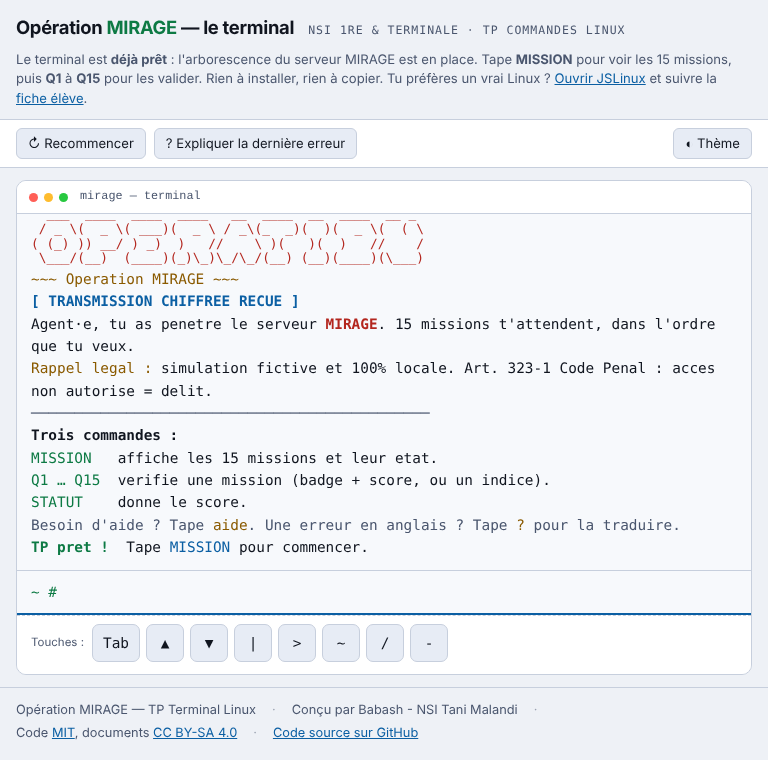 Opération MIRAGE — le terminal NSI 1RE & TERMINALE · TP COMMANDES LINUX
Le terminal est déjà prêt : l'arborescence du serveur MIRAGE est en place. Tape MISSION pour voir les 15 missions,
puis Q1 à Q15 pour les valider. Rien à installer, rien à copier. Tu préfères un vrai Linux ? Ouvrir JSLinux et suivre la
fiche élève.
↻ Recommencer ? Expliquer la dernière erreur ◐ Thème
mirage — terminal
~~~ Operation MIRAGE ~~~
[ TRANSMISSION CHIFFREE RECUE ]
Agent·e, tu as penetre le serveur MIRAGE. 15 missions t'attendent, dans l'ordre
que tu veux.
Rappel legal : simulation fictive et 100% locale. Art. 323-1 Code Penal : acces
non autorise = delit.
Trois commandes :
MISSION affiche les 15 missions et leur etat.
Q1 … Q15 verifie une mission (badge + score, ou un indice).
STATUT donne le score.
Besoin d'aide ? Tape aide. Une erreur en anglais ? Tape ? pour la traduire.
TP pret ! Tape MISSION pour commencer.
~ #
Touches : Tab ▲ ▼ | > ~ / -
Opération MIRAGE — TP Terminal Linux · Conçu par Babash - NSI Tani Malandi ·
Code MIT, documents CC BY-SA 4.0 · Code source sur GitHub